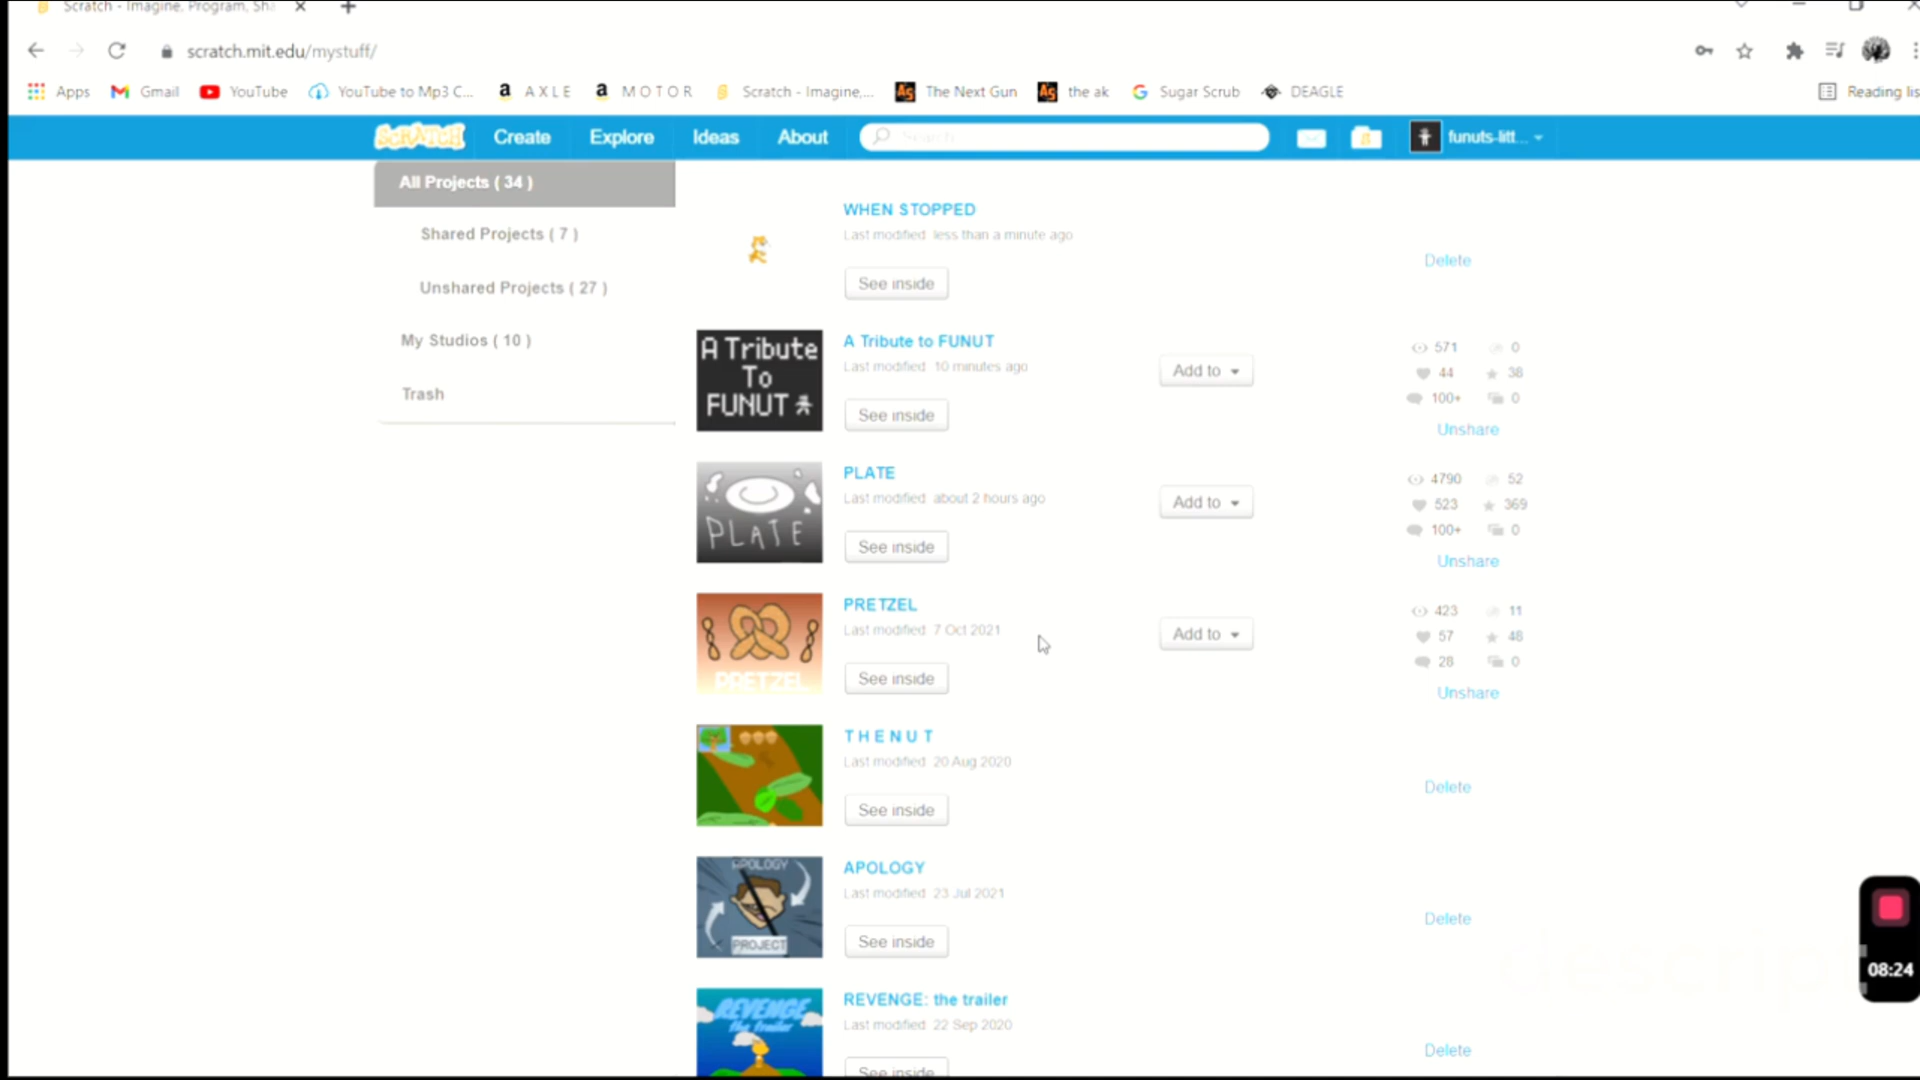 Scratch - Imagine, Program, Sha
scratch.mit.edu/mystuff/
Apps Gmail YouTube YouTube to Mp3 C... A X L E M O T O R Scratch - Imagine,... The Next Gun the ak Sugar Scrub DEAGLE Reading lis
SCRATCH Create Explore Ideas About Search funuts-litt...
All Projects ( 34 )
Shared Projects ( 7 )
Unshared Projects ( 27 )
My Studios ( 10 )
Trash
WHEN STOPPED
Last modified less than a minute ago
Delete
See inside
A Tribute
To
FUNUT
A Tribute to FUNUT
Last modified 10 minutes ago
See inside
Add to
571 0
44 38
100+ 0
Unshare
PLATE
PLATE
Last modified about 2 hours ago
See inside
Add to
4790 52
523 369
100+ 0
Unshare
PRETZEL
PRETZEL
Last modified 7 Oct 2021
See inside
Add to
423 11
57 48
28 0
Unshare
T H E N U T
Last modified 20 Aug 2020
Delete
See inside
APOLOGY
PROJECT
APOLOGY
Last modified 23 Jul 2021
Delete
See inside
REVENGE
the trailer
REVENGE: the trailer
Last modified 22 Sep 2020
Delete
See inside
descript
08:24